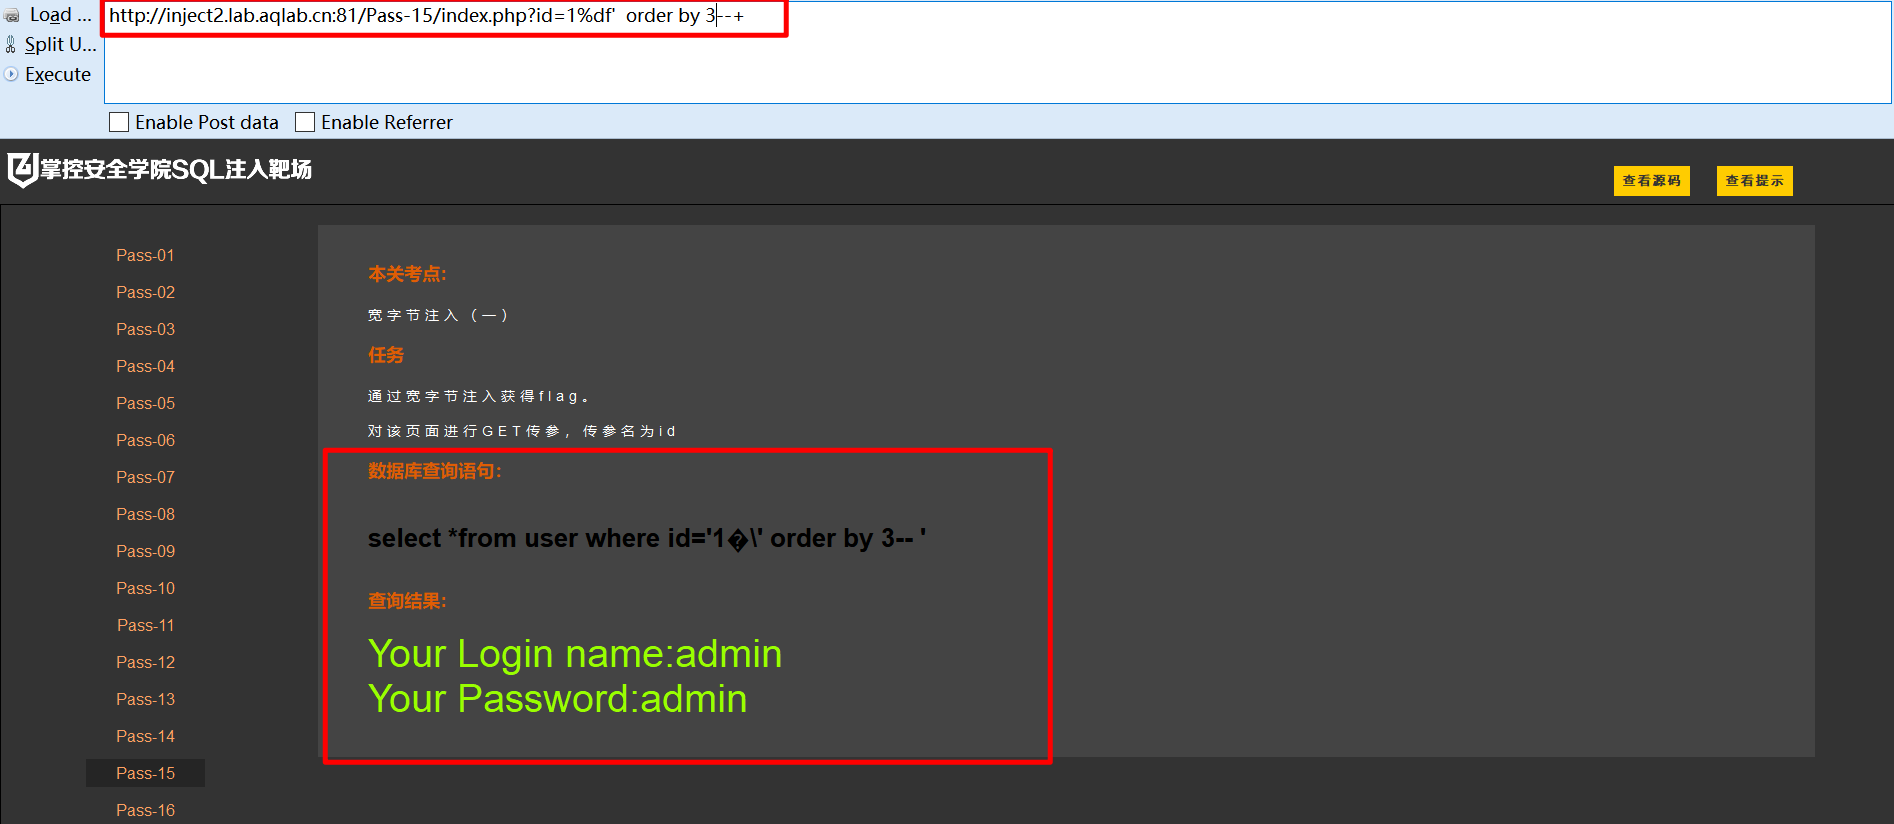 Load ...
http://inject2.lab.aqlab.cn:81/Pass-15/index.php?id=1%df'  order by 3--+
Split U...
Execute
Enable Post data
Enable Referrer
掌控安全学院SQL注入靶场
查看源码
查看提示
Pass-01
Pass-02
Pass-03
Pass-04
Pass-05
Pass-06
Pass-07
Pass-08
Pass-09
Pass-10
Pass-11
Pass-12
Pass-13
Pass-14
Pass-15
Pass-16
本关考点:
宽字节注入（一）
任务
通过宽字节注入获得flag。
对该页面进行GET传参，传参名为id
数据库查询语句:
select *from user where id='1�\' order by 3-- '
查询结果:
Your Login name:admin
Your Password:admin